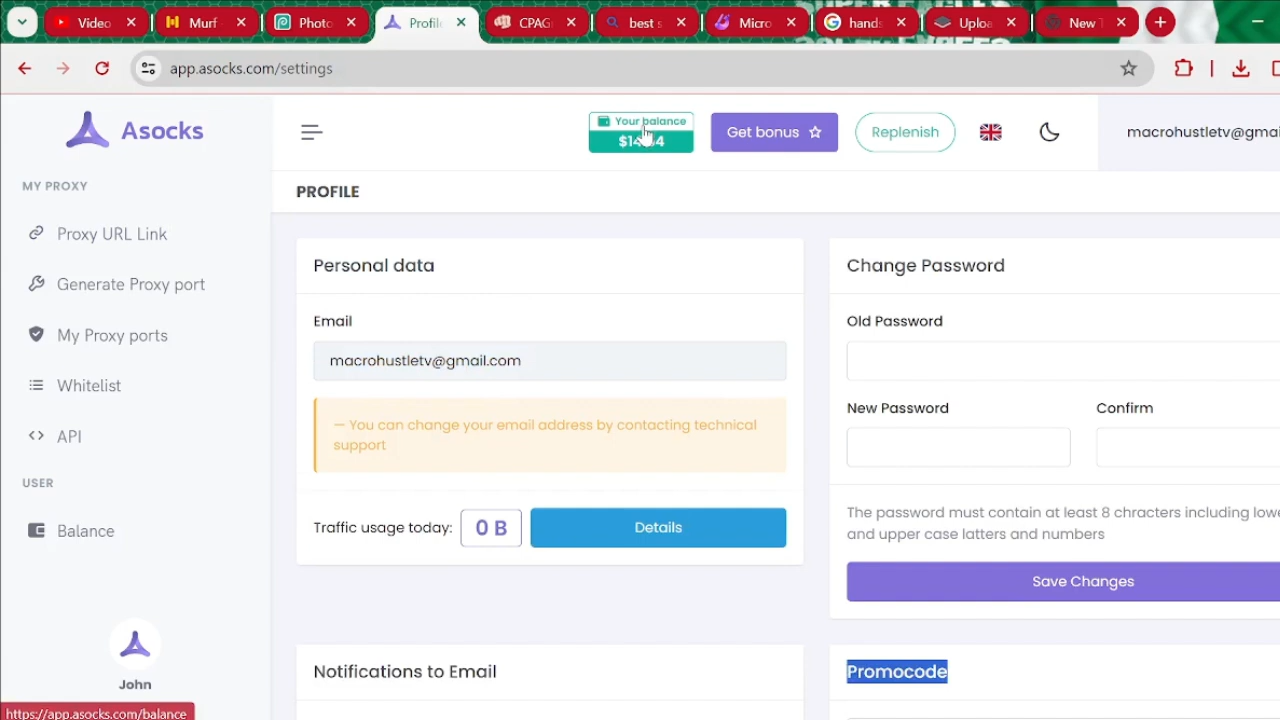 Video
Murf
Photo
Profile
CPAG
best s
Micro
hands
Uploa
New T
app.asocks.com/settings
Asocks
Your balance
Get bonus
Replenish
macrohustletv@gma
MY PROXY
PROFILE
Proxy URL Link
Generate Proxy port
My Proxy ports
Whitelist
API
USER
Balance
John
Personal data
Email
macrohustletv@gmail.com
— You can change your email address by contacting technical
support
Traffic usage today:
0 B
Details
Notifications to Email
Change Password
Old Password
New Password
Confirm
The password must contain at least 8 chracters including lowe
and upper case latters and numbers
Save Changes
Promocode
https://app.asocks.com/balance